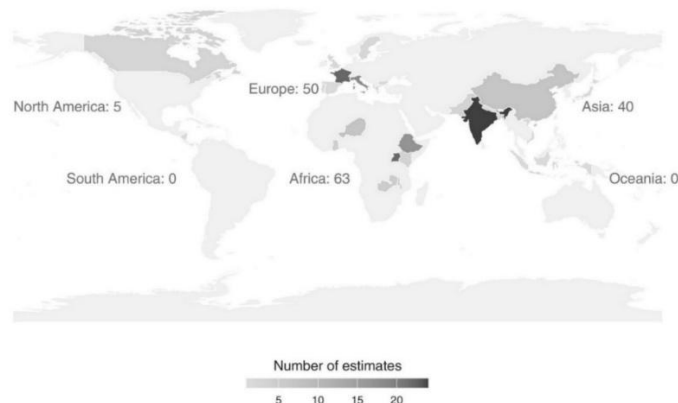 Europe: 50
North America: 5
Asia: 40
South America: 0
Africa: 63
Oceania: 0
Number of estimates
5 10 15 20